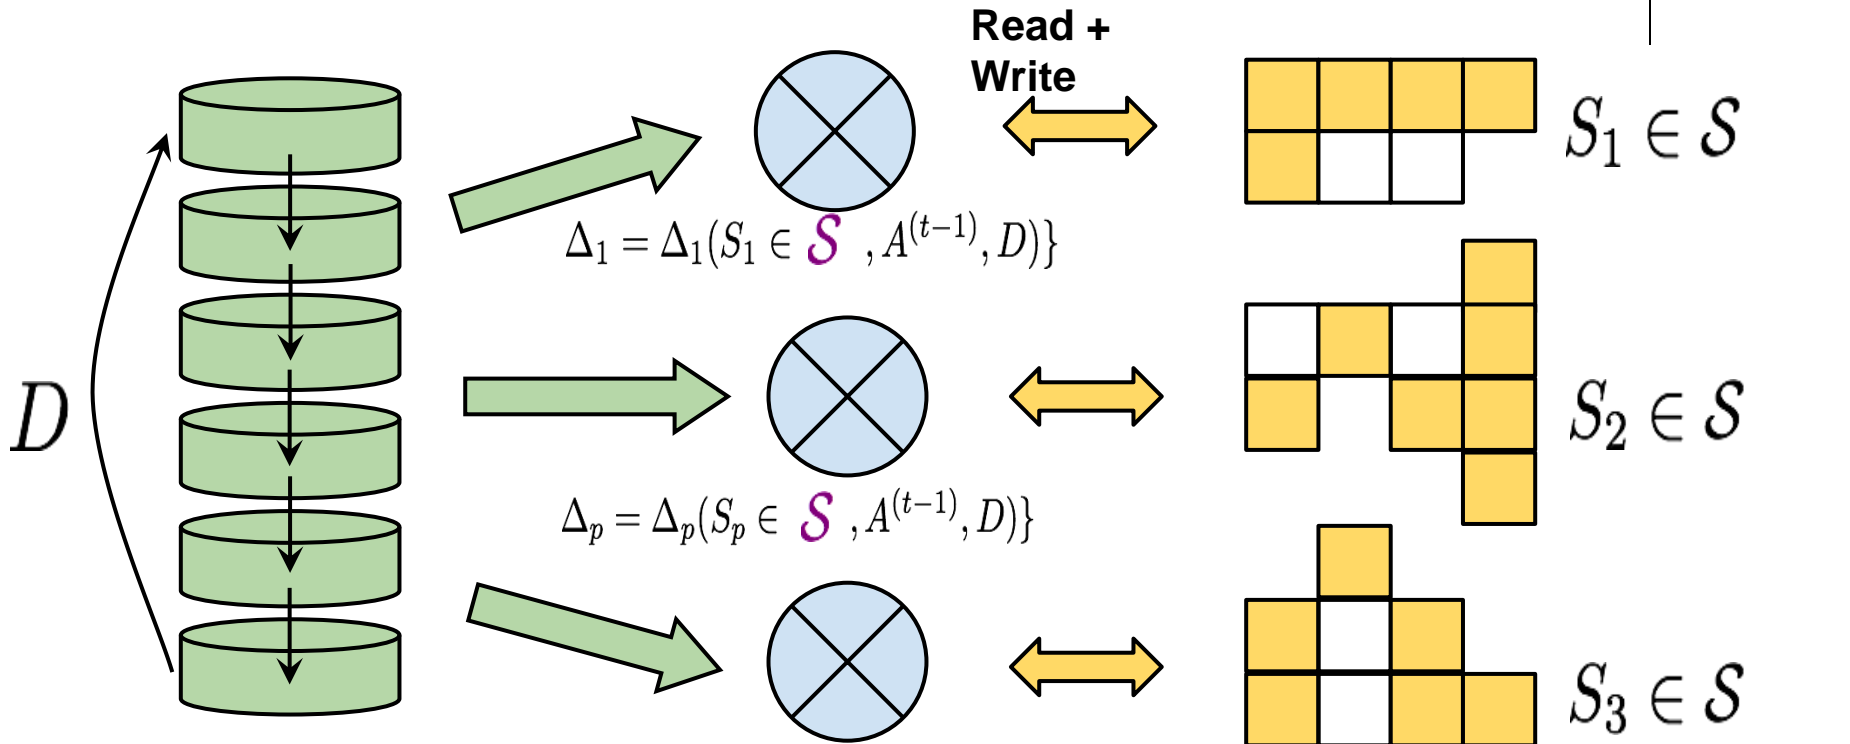 Read +
Write
S₁ ∈ 𝒮
Δ₁ = Δ₁(S₁ ∈ 𝒮 , A⁽ᵗ⁻¹⁾, D)}
D
S₂ ∈ 𝒮
Δₚ = Δₚ(Sₚ ∈ 𝒮 , A⁽ᵗ⁻¹⁾, D)}
S₃ ∈ 𝒮